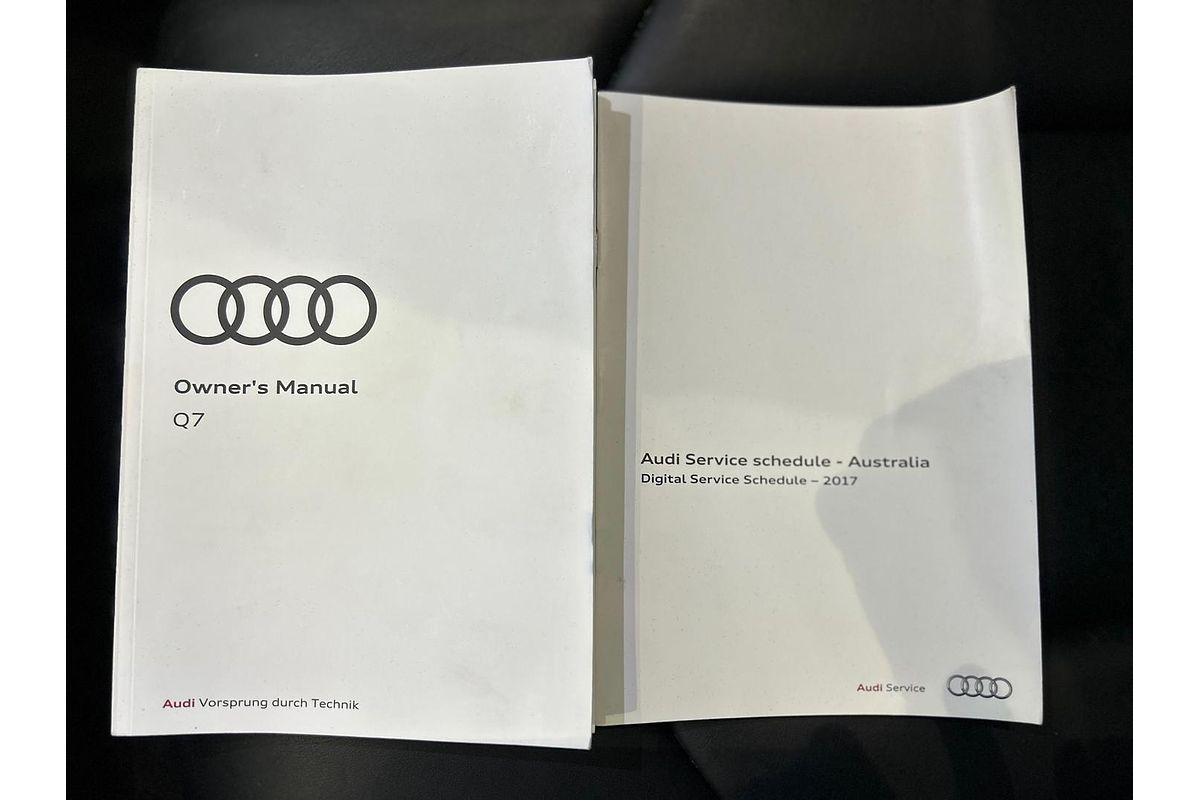 Owner's Manual
Q7
Audi Vorsprung durch Technik
Audi Service schedule - Australia
Digital Service Schedule – 2017
Audi Service